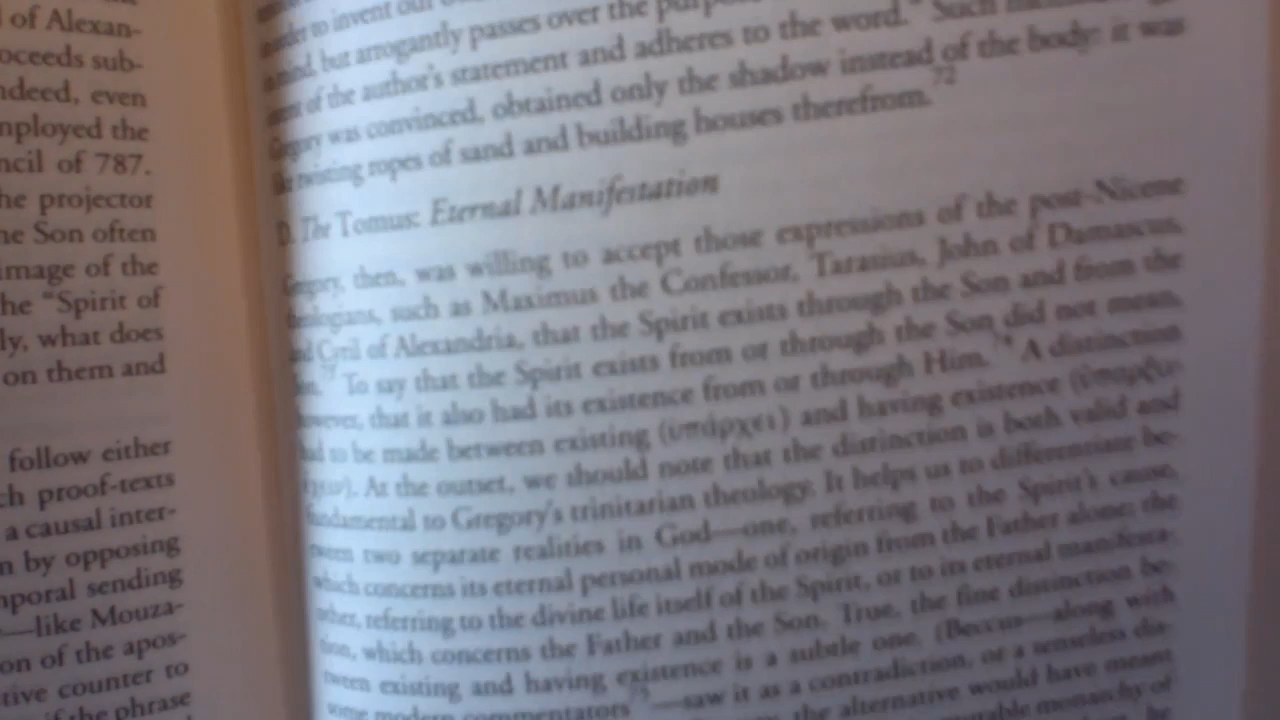 of Alexan-
oceeds sub-
ndeed, even
nployed the
ncil of 787.
he projector
ne Son often
image of the
he “Spirit of
ly, what does
on them and
follow either
ch proof-texts
a causal inter-
n by opposing
nporal sending
—like Mouza-
on of the apos-
tive counter to
if the phrase
to invent our
but arrogantly passes over the
of the author's statement and adheres to the word.” Such
Gregory was convinced, obtained only the shadow instead of the body: it was
like twisting ropes of sand and building houses therefrom.72
D. The Tomus: Eternal Manifestation
Gregory, then, was willing to accept those expressions of the post-Nicene
theologians, such as Maximus the Confessor, Tarasius, John of Damascus,
and Cyril of Alexandria, that the Spirit exists through the Son and from the
Son. To say that the Spirit exists from or through the Son did not mean,
however, that it also had its existence from or through Him. A distinction
had to be made between existing (ὑπάρχει) and having existence (ὕπαρξιν
ἔχειν). At the outset, we should note that the distinction is both valid and
fundamental to Gregory's trinitarian theology. It helps us to differentiate be-
tween two separate realities in God—one, referring to the Spirit's cause,
which concerns its eternal personal mode of origin from the Father alone; the
other, referring to the divine life itself of the Spirit, or to its eternal manifesta-
tion, which concerns the Father and the Son. True, the fine distinction be-
tween existing and having existence is a subtle one. (Beccus—along with
some modern commentators75—saw it as a contradiction, or a senseless dis-
the alternative would have meant
monarchy of